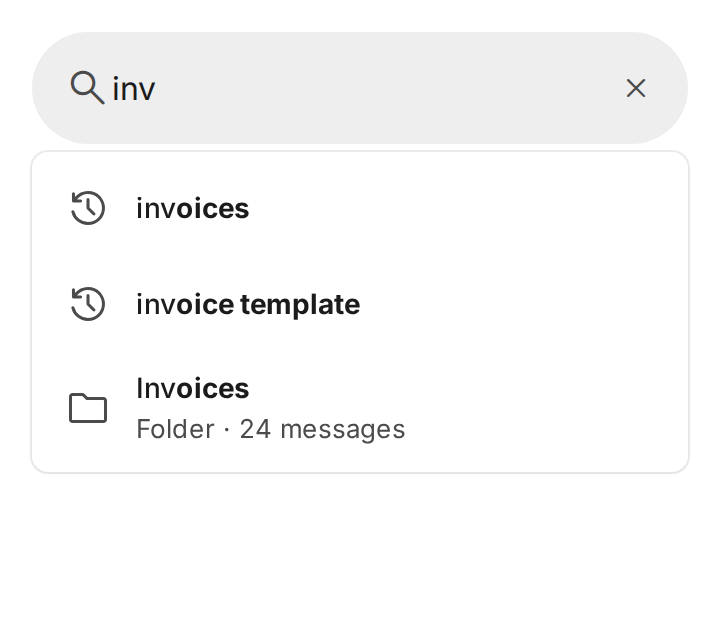 inv
invoices
invoice template
Invoices
Folder · 24 messages